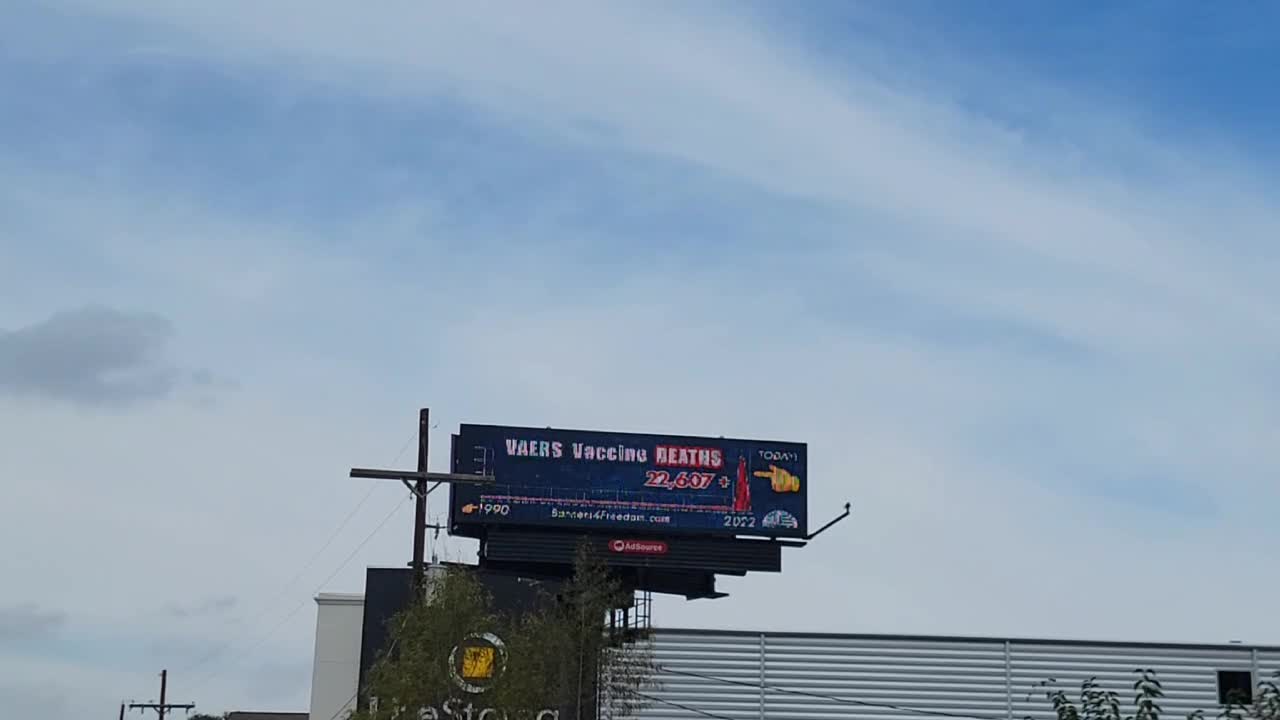 VAERS Vaccine DEATHS
TODAY!
22,607 +
1990
Banners4Freedom.com
2022
AdSource